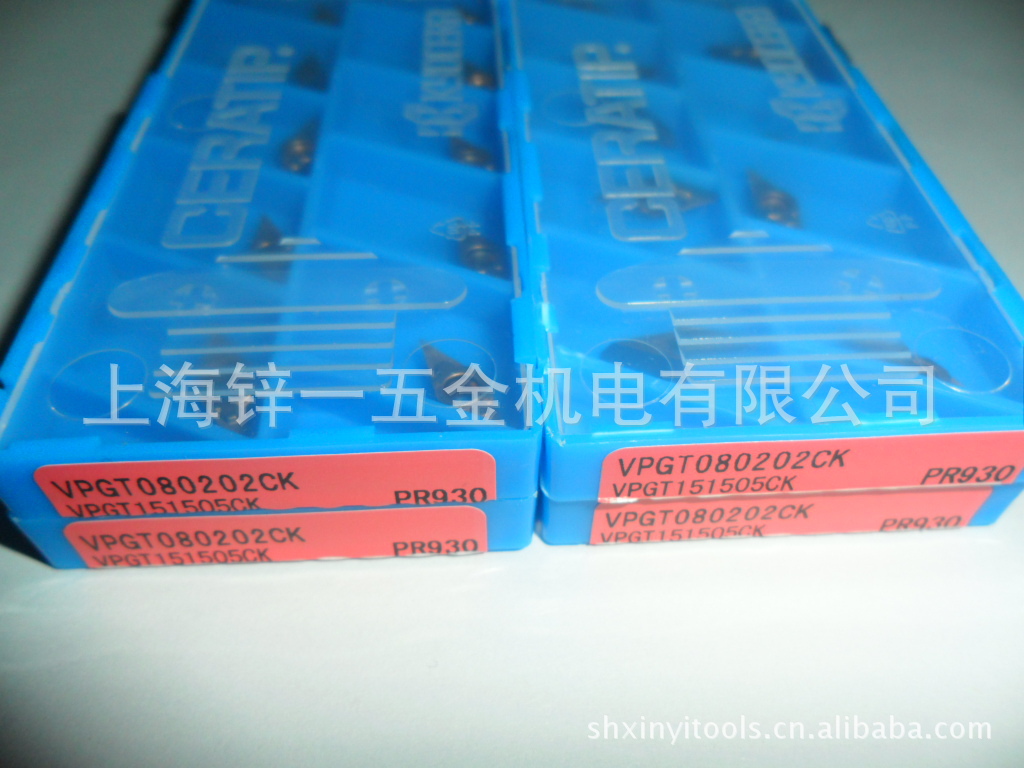 CERATIP.
KYOCERA
CERATIP.
KYOCERA
上海锌一五金机电有限公司
VPGT080202CK
VPGT151505CK
PR930
VPGT080202CK
VPGT151505CK
PR930
VPGT080202CK
VPGT151505CK
PR930
VPGT080202CK
VPGT151505CK
PR930
shxinyitools.cn.alibaba.com